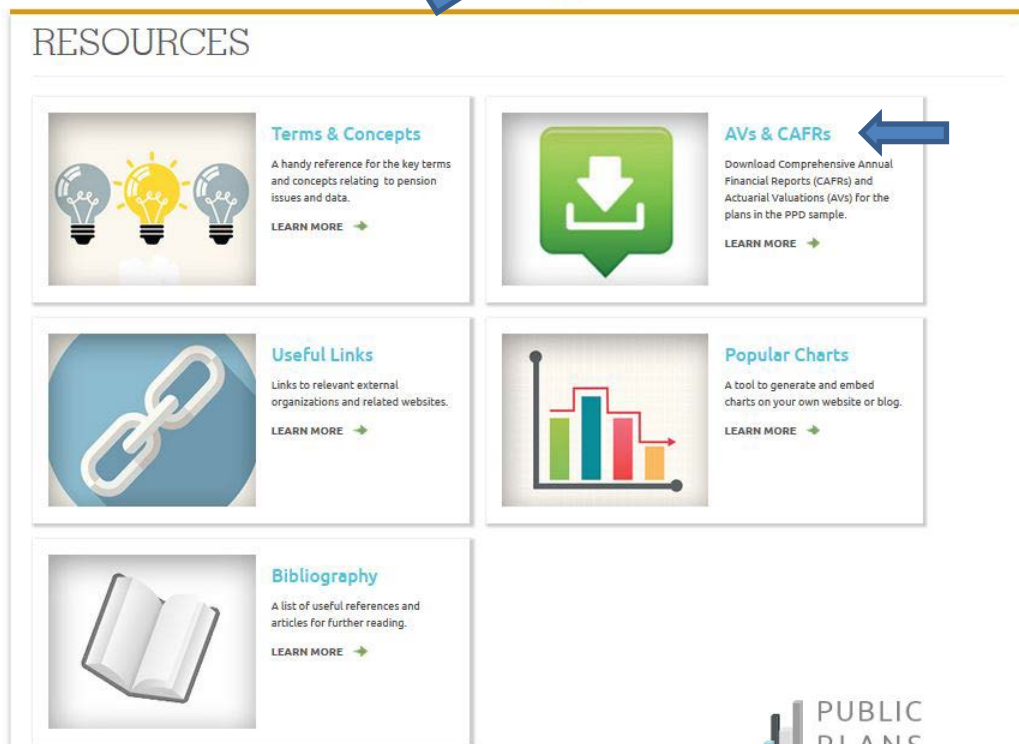 RESOURCES
Terms & Concepts
A handy reference for the key terms
and concepts relating to pension
issues and data.
LEARN MORE
AVs & CAFRs
Download Comprehensive Annual
Financial Reports (CAFRs) and
Actuarial Valuations (AVs) for the
plans in the PPD sample.
LEARN MORE
Useful Links
Links to relevant external
organizations and related websites.
LEARN MORE
Popular Charts
A tool to generate and embed
charts on your own website or blog.
LEARN MORE
Bibliography
A list of useful references and
articles for further reading.
LEARN MORE
PUBLIC
PLANS